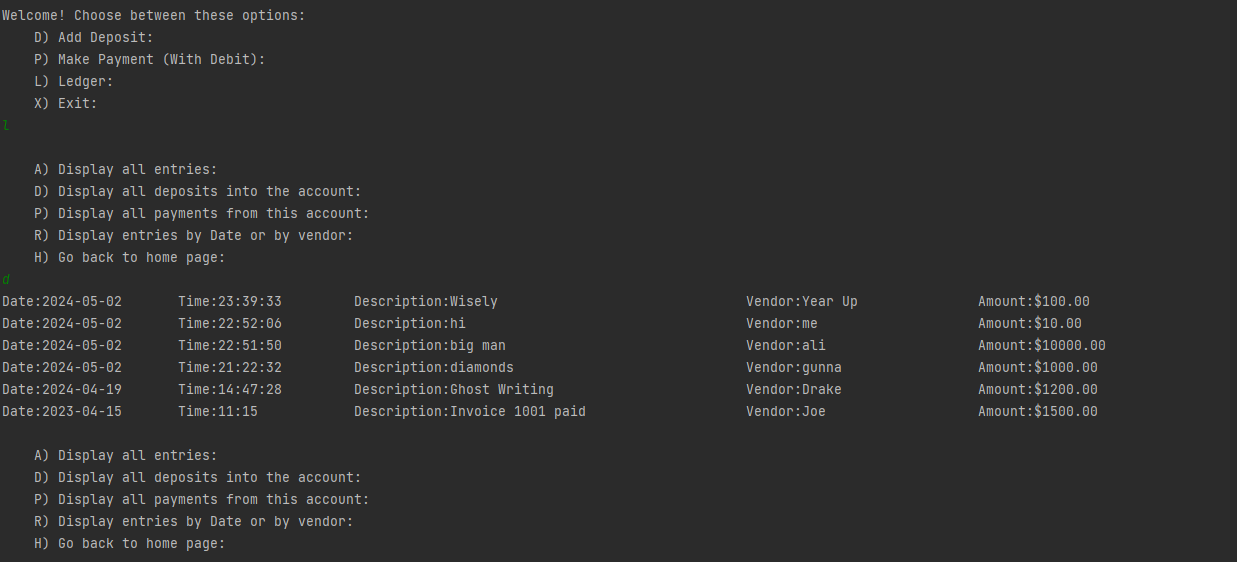 Welcome! Choose between these options:
D) Add Deposit:
P) Make Payment (With Debit):
L) Ledger:
X) Exit:
l
A) Display all entries:
D) Display all deposits into the account:
P) Display all payments from this account:
R) Display entries by Date or by vendor:
H) Go back to home page:
d
Date:2024-05-02 Time:23:39:33 Description:Wisely Vendor:Year Up Amount:$100.00
Date:2024-05-02 Time:22:52:06 Description:hi Vendor:me Amount:$10.00
Date:2024-05-02 Time:22:51:50 Description:big man Vendor:ali Amount:$10000.00
Date:2024-05-02 Time:21:22:32 Description:diamonds Vendor:gunna Amount:$1000.00
Date:2024-04-19 Time:14:47:28 Description:Ghost Writing Vendor:Drake Amount:$1200.00
Date:2023-04-15 Time:11:15 Description:Invoice 1001 paid Vendor:Joe Amount:$1500.00
A) Display all entries:
D) Display all deposits into the account:
P) Display all payments from this account:
R) Display entries by Date or by vendor:
H) Go back to home page: